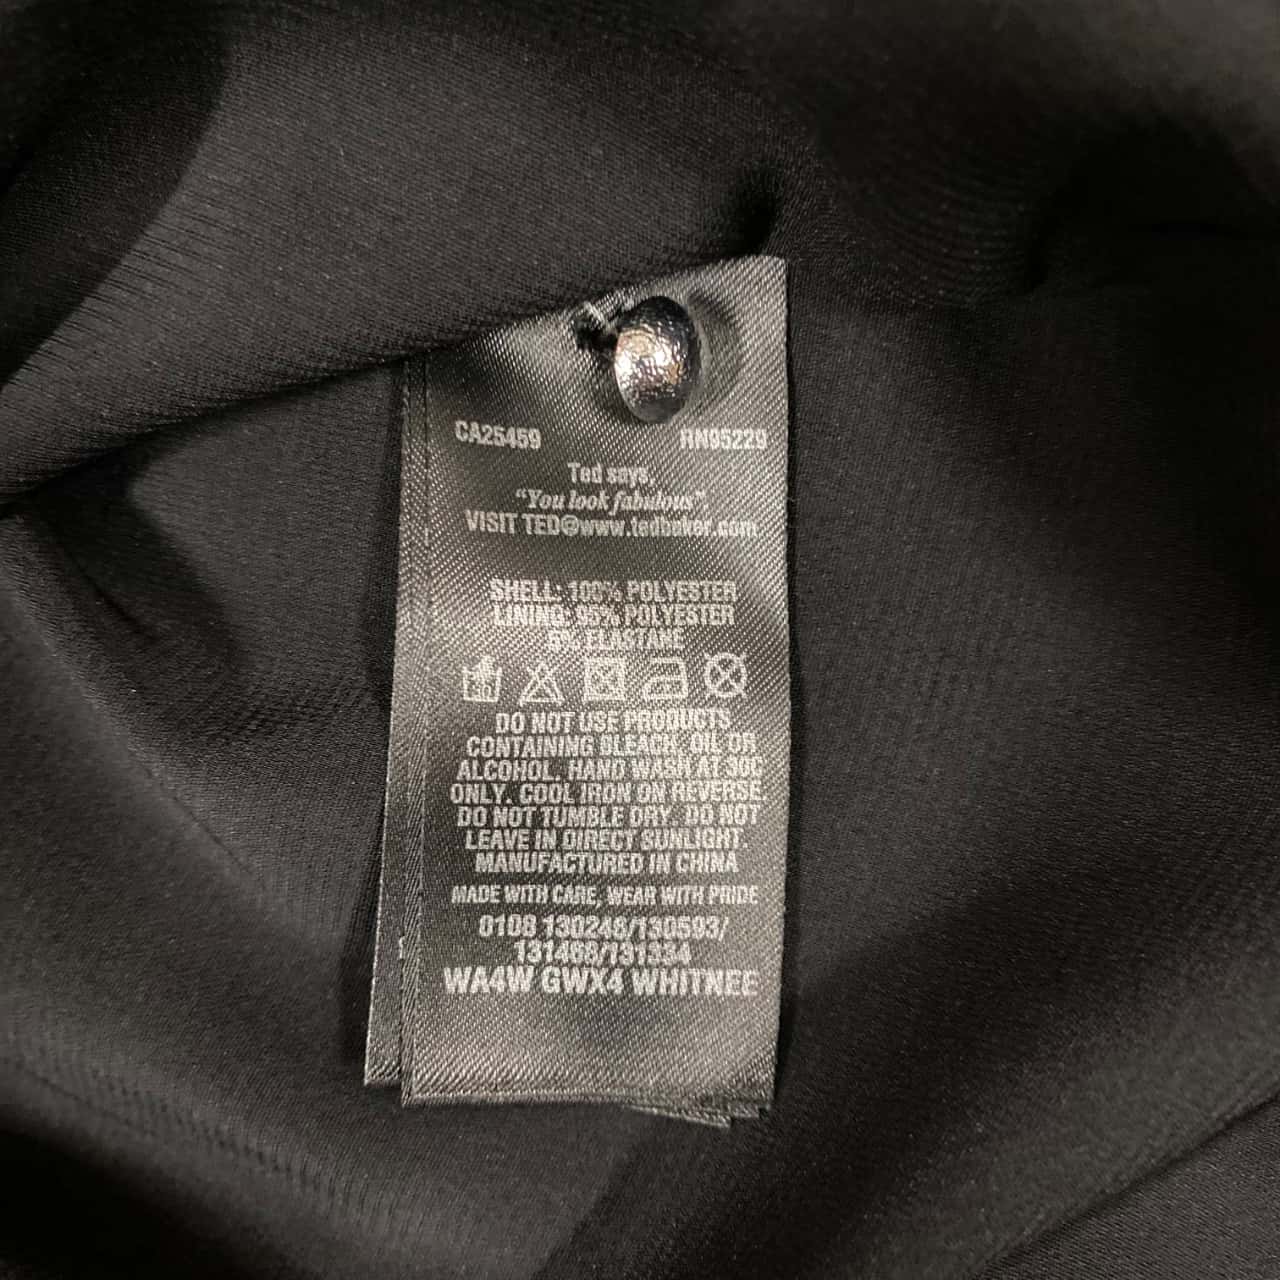 CA25459 RN95229
Ted says,
“You look fabulous”
VISIT TED@www.tedbaker.com
SHELL: 100% POLYESTER
LINING: 95% POLYESTER
5% ELASTANE
30
DO NOT USE PRODUCTS
CONTAINING BLEACH, OIL OR
ALCOHOL. HAND WASH AT 30C
ONLY. COOL IRON ON REVERSE.
DO NOT TUMBLE DRY. DO NOT
LEAVE IN DIRECT SUNLIGHT.
MANUFACTURED IN CHINA
MADE WITH CARE, WEAR WITH PRIDE
0108 130246/130593/
131468/131334
WA4W GWX4 WHITNEE